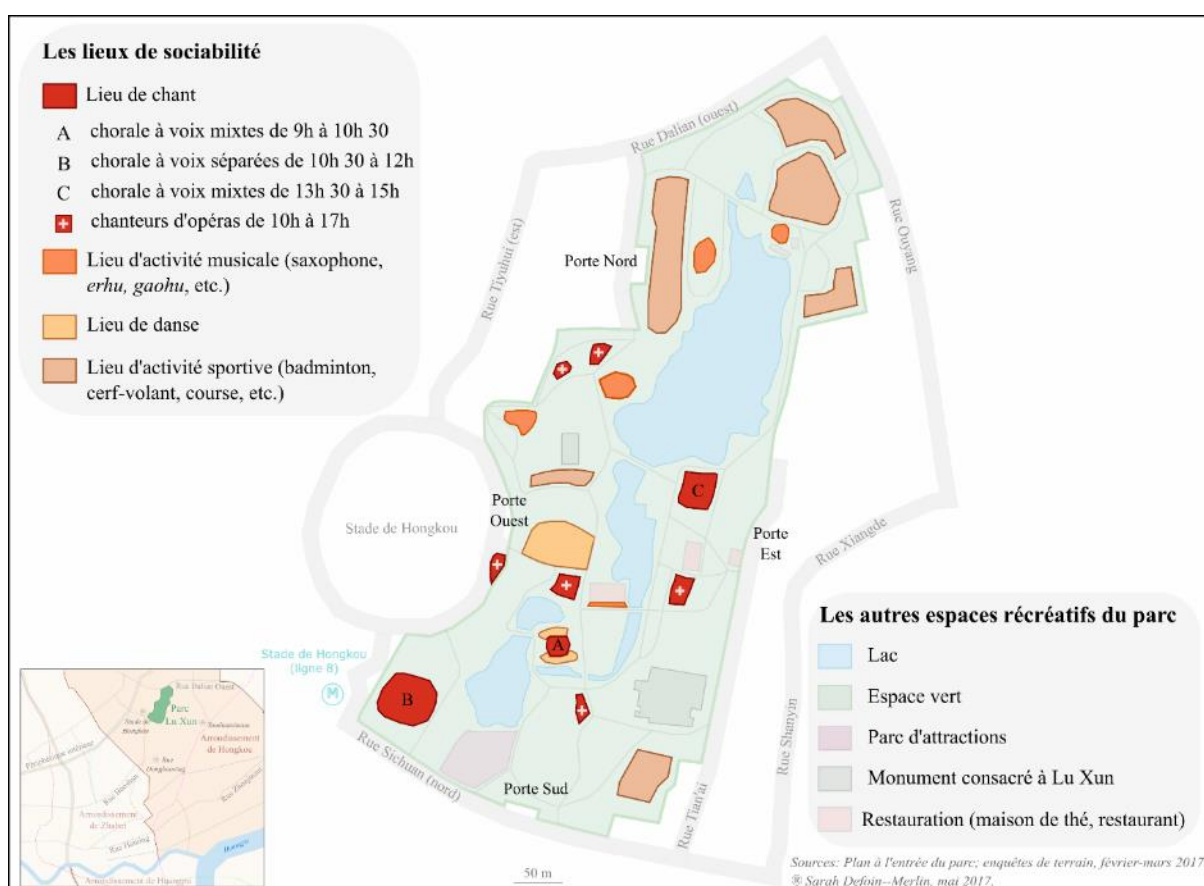 Les lieux de sociabilité
Lieu de chant
A chorale à voix mixtes de 9h à 10h 30
B chorale à voix séparées de 10h 30 à 12h
C chorale à voix mixtes de 13h 30 à 15h
chanteurs d'opéras de 10h à 17h
Lieu d'activité musicale (saxophone,
erhu, gaohu, etc.)
Lieu de danse
Lieu d'activité sportive (badminton,
cerf-volant, course, etc.)
Rue Dalian (ouest)
Rue Ouyang
Rue Tiyuhui (est)
Porte Nord
C
Porte
Ouest
Stade de Hongkou
Porte
Est
Rue Xiangde
A
Stade de Hongkou
(ligne 8)
M
B
Rue Sichuan (nord)
Porte Sud
Rue Tian'ai
Rue Shanyin
50 m
Les autres espaces récréatifs du parc
Lac
Espace vert
Parc d'attractions
Monument consacré à Lu Xun
Restauration (maison de thé, restaurant)
Rue Dalian Ouest
Parc
Lu Xun
Arrondissement
de Hongkou
Arrondissement
de Zhabei
Sources: Plan à l'entrée du parc; enquêtes de terrain, février-mars 2017
® Sarah Defoin--Merlin, mai 2017.